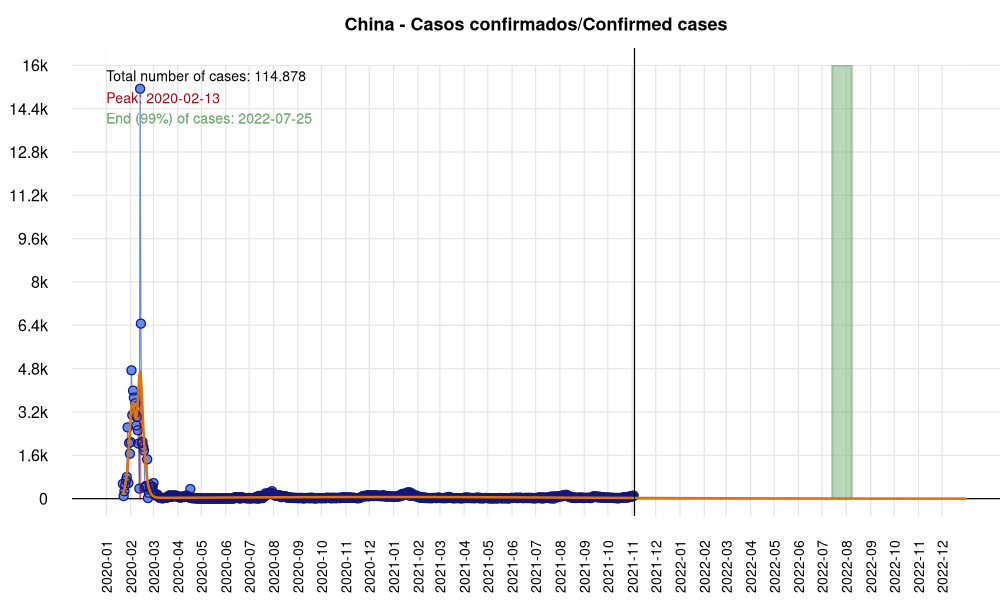 China - Casos confirmados/Confirmed cases
Total number of cases: 114.878
Peak: 2020-02-13
End (99%) of cases: 2022-07-25
16k
14.4k
12.8k
11.2k
9.6k
8k
6.4k
4.8k
3.2k
1.6k
0
2020-01
2020-02
2020-03
2020-04
2020-05
2020-06
2020-07
2020-08
2020-09
2020-10
2020-11
2020-12
2021-01
2021-02
2021-03
2021-04
2021-05
2021-06
2021-07
2021-08
2021-09
2021-10
2021-11
2021-12
2022-01
2022-02
2022-03
2022-04
2022-05
2022-06
2022-07
2022-08
2022-09
2022-10
2022-11
2022-12